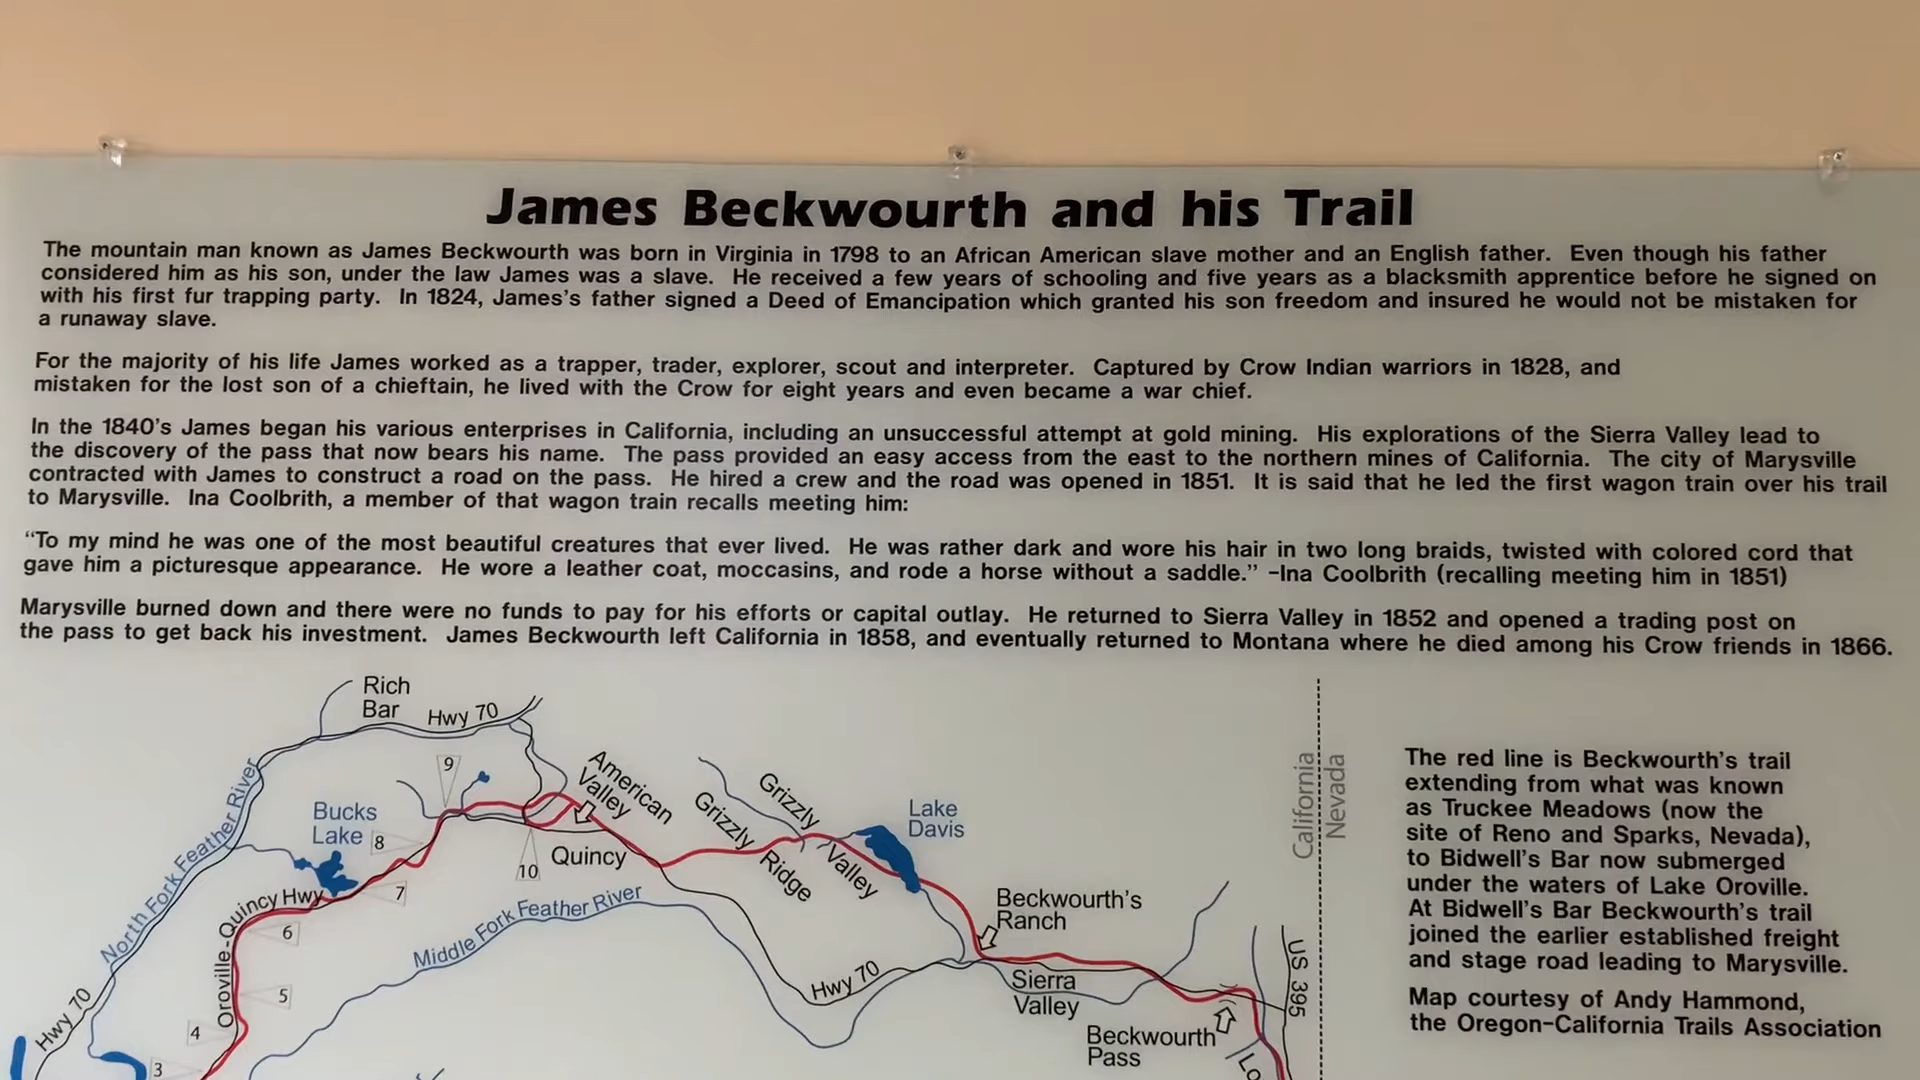 James Beckwourth and his Trail
The mountain man known as James Beckwourth was born in Virginia in 1798 to an African American slave mother and an English father. Even though his father
considered him as his son, under the law James was a slave. He received a few years of schooling and five years as a blacksmith apprentice before he signed on
with his first fur trapping party. In 1824, James's father signed a Deed of Emancipation which granted his son freedom and insured he would not be mistaken for
a runaway slave.
For the majority of his life James worked as a trapper, trader, explorer, scout and interpreter. Captured by Crow Indian warriors in 1828, and
mistaken for the lost son of a chieftain, he lived with the Crow for eight years and even became a war chief.
In the 1840's James began his various enterprises in California, including an unsuccessful attempt at gold mining. His explorations of the Sierra Valley lead to
the discovery of the pass that now bears his name. The pass provided an easy access from the east to the northern mines of California. The city of Marysville
contracted with James to construct a road on the pass. He hired a crew and the road was opened in 1851. It is said that he led the first wagon train over his trail
to Marysville. Ina Coolbrith, a member of that wagon train recalls meeting him:
"To my mind he was one of the most beautiful creatures that ever lived. He was rather dark and wore his hair in two long braids, twisted with colored cord that
gave him a picturesque appearance. He wore a leather coat, moccasins, and rode a horse without a saddle." -Ina Coolbrith (recalling meeting him in 1851)
Marysville burned down and there were no funds to pay for his efforts or capital outlay. He returned to Sierra Valley in 1852 and opened a trading post on
the pass to get back his investment. James Beckwourth left California in 1858, and eventually returned to Montana where he died among his Crow friends in 1866.
Rich
Bar
Hwy 70
9
American
Valley
Grizzly
Valley
Grizzly
Ridge
Lake
Davis
Bucks
Lake
8
7
10
Quincy
North Fork Feather River
Oroville-Quincy Hwy
6
Middle Fork Feather River
5
4
3
Hwy 70
Hwy 70
Beckwourth's
Ranch
Sierra
Valley
Beckwourth
Pass
US 395
Lo
California
Nevada
The red line is Beckwourth's trail
extending from what was known
as Truckee Meadows (now the
site of Reno and Sparks, Nevada),
to Bidwell's Bar now submerged
under the waters of Lake Oroville.
At Bidwell's Bar Beckwourth's trail
joined the earlier established freight
and stage road leading to Marysville.
Map courtesy of Andy Hammond,
the Oregon-California Trails Association